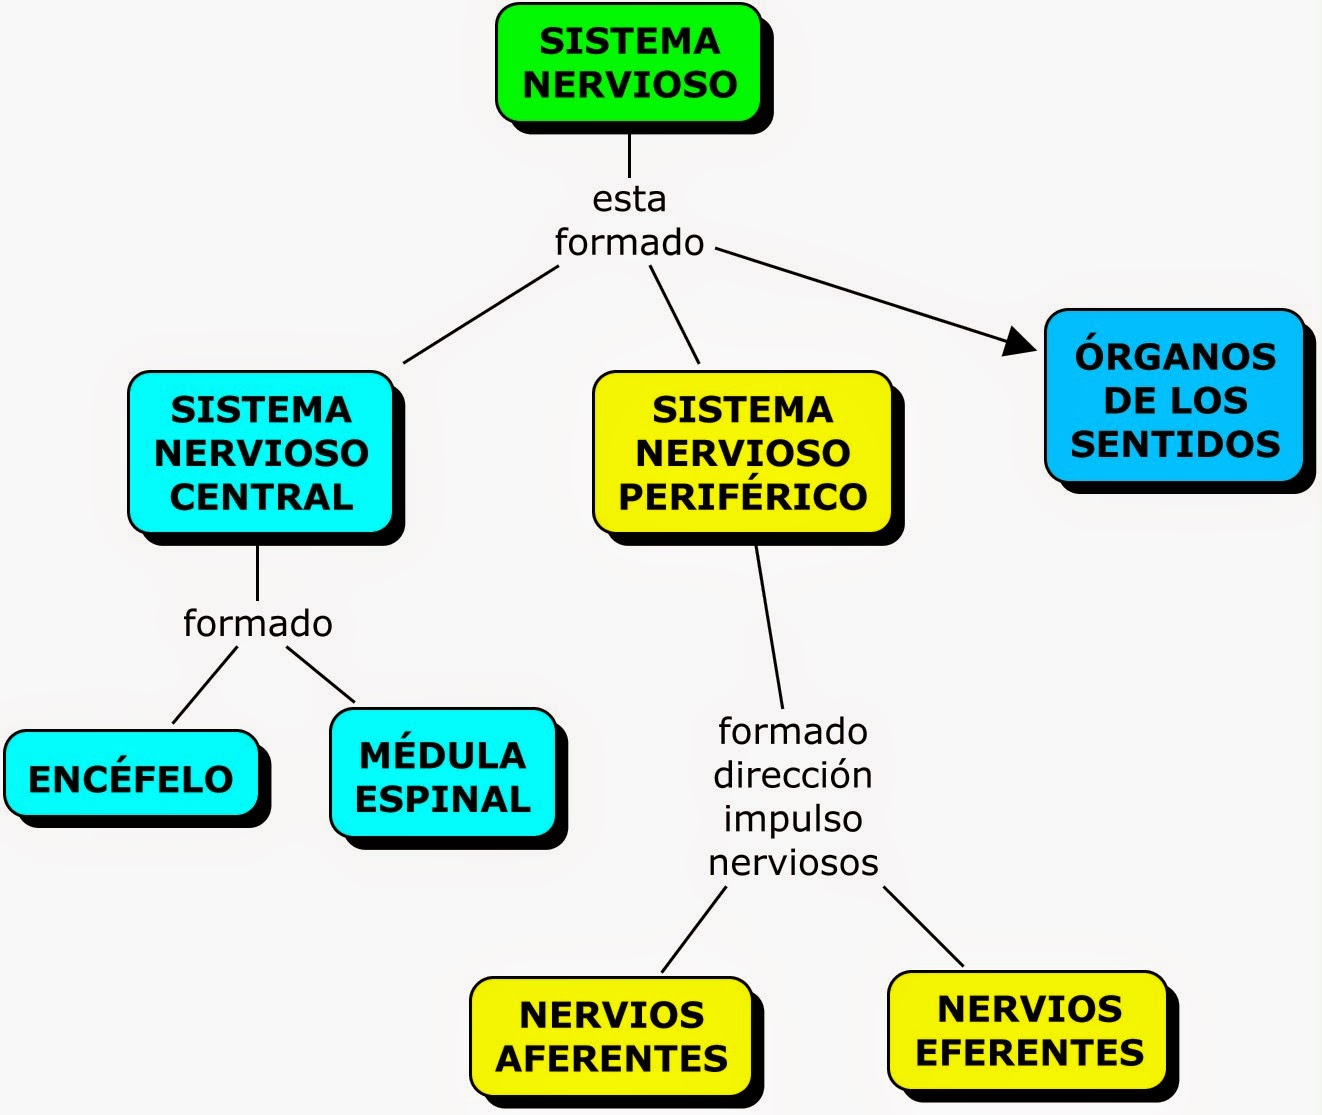 SISTEMA
NERVIOSO
esta
formado
SISTEMA
NERVIOSO
CENTRAL
SISTEMA
NERVIOSO
PERIFÉRICO
ÓRGANOS
DE LOS
SENTIDOS
formado
ENCÉFELO
MÉDULA
ESPINAL
formado
dirección
impulso
nerviosos
NERVIOS
AFERENTES
NERVIOS
EFERENTES